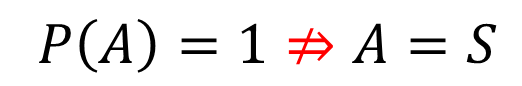 P(A) = 1 ⇏ A = S